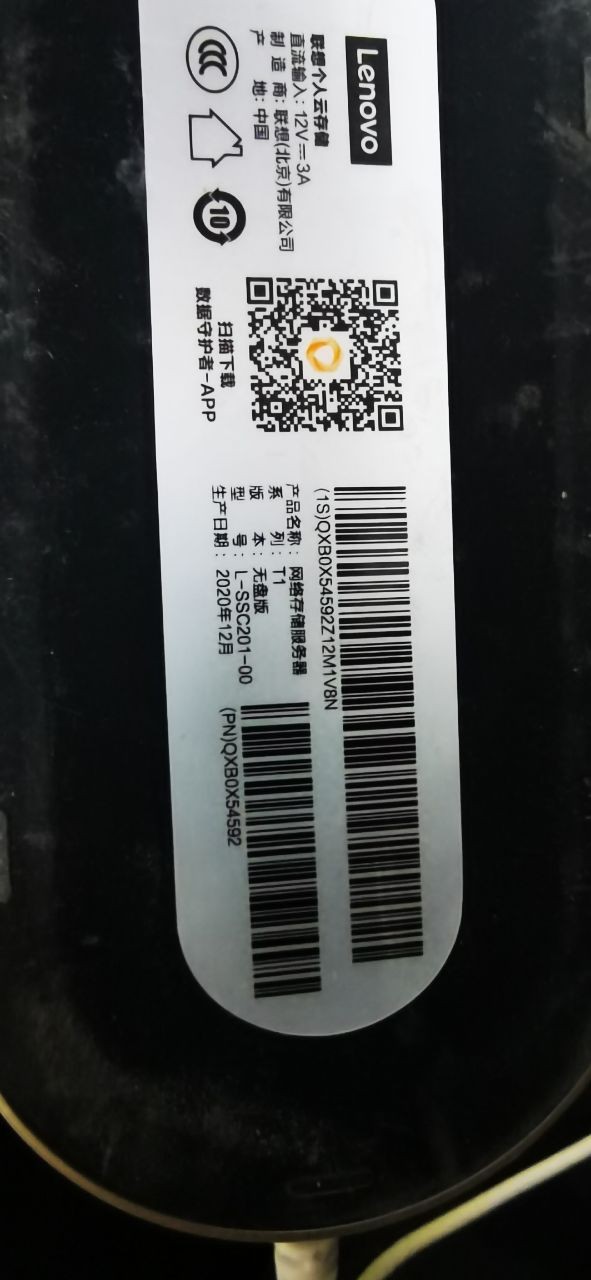 Lenovo
联想个人云存储
直流输入: 12V⎓3A
制 造 商: 联想(北京)有限公司
产 地: 中国
10
扫描下载
数据守护者-APP
(1S)QXB0X54592Z12M1V8N
产品名称: 网络存储服务器
系 列: T1
版 本: 无盘版
型 号: L-SSC201-00
生产日期: 2020年12月
(PN)QXB0X54592